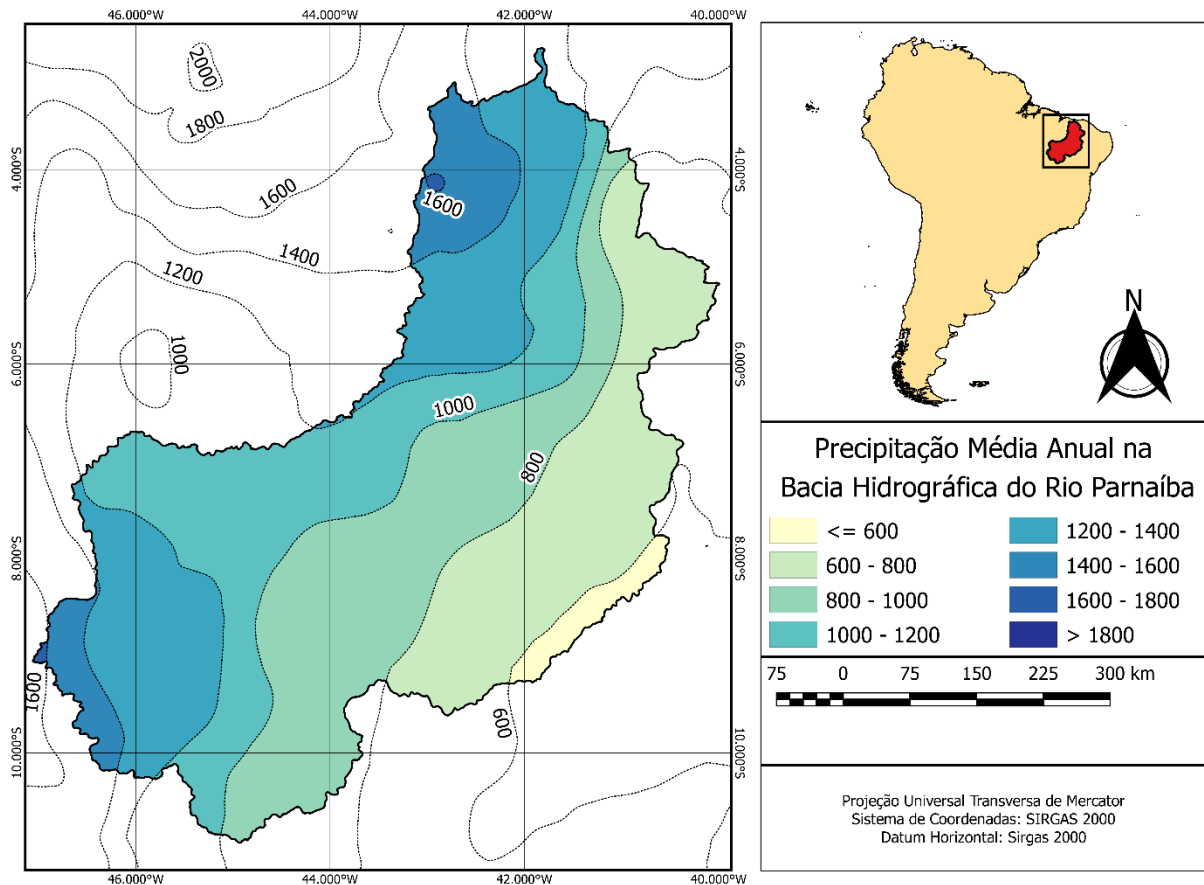 46.000°W
44.000°W
42.000°W
40.000°W
2000
1800
1600
1400
1200
1000
1600
1000
800
600
1600
4.000°S
6.000°S
8.000°S
10.000°S
4.000°S
6.000°S
8.000°S
10.000°S
46.000°W
44.000°W
42.000°W
40.000°W
N
Precipitação Média Anual na
Bacia Hidrográfica do Rio Parnaíba
<= 600
600 - 800
800 - 1000
1000 - 1200
1200 - 1400
1400 - 1600
1600 - 1800
> 1800
75 0 75 150 225 300 km
Projeção Universal Transversa de Mercator
Sistema de Coordenadas: SIRGAS 2000
Datum Horizontal: Sirgas 2000